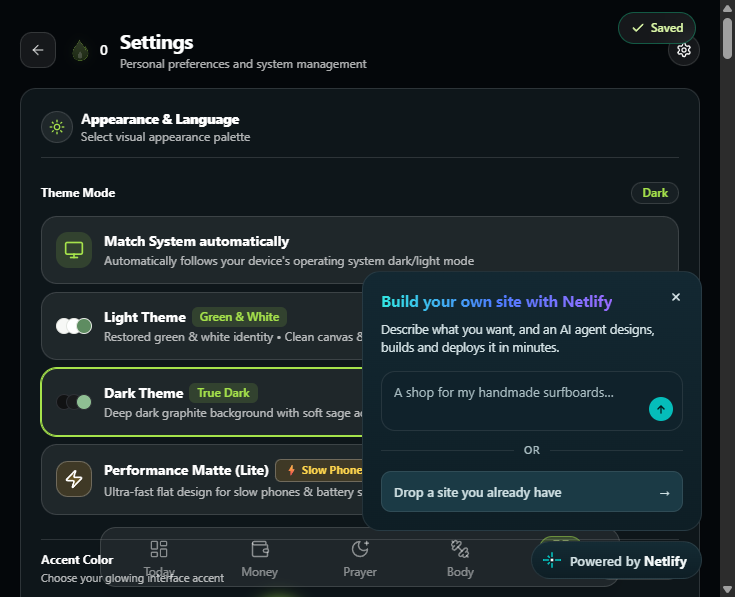 Saved
0
Settings
Personal preferences and system management
Appearance & Language
Select visual appearance palette
Theme Mode
Dark
Match System automatically
Automatically follows your device's operating system dark/light mode
Light Theme
Green & White
Restored green & white identity • Clean canvas &
Dark Theme
True Dark
Deep dark graphite background with soft sage
Performance Matte (Lite)
Slow Phone
Ultra-fast flat design for slow phones & battery
Build your own site with Netlify
Describe what you want, and an AI agent designs,
builds and deploys it in minutes.
A shop for my handmade surfboards...
OR
Drop a site you already have →
Accent Color
Choose your glowing interface accent
Today
Money
Prayer
Body
Powered by Netlify